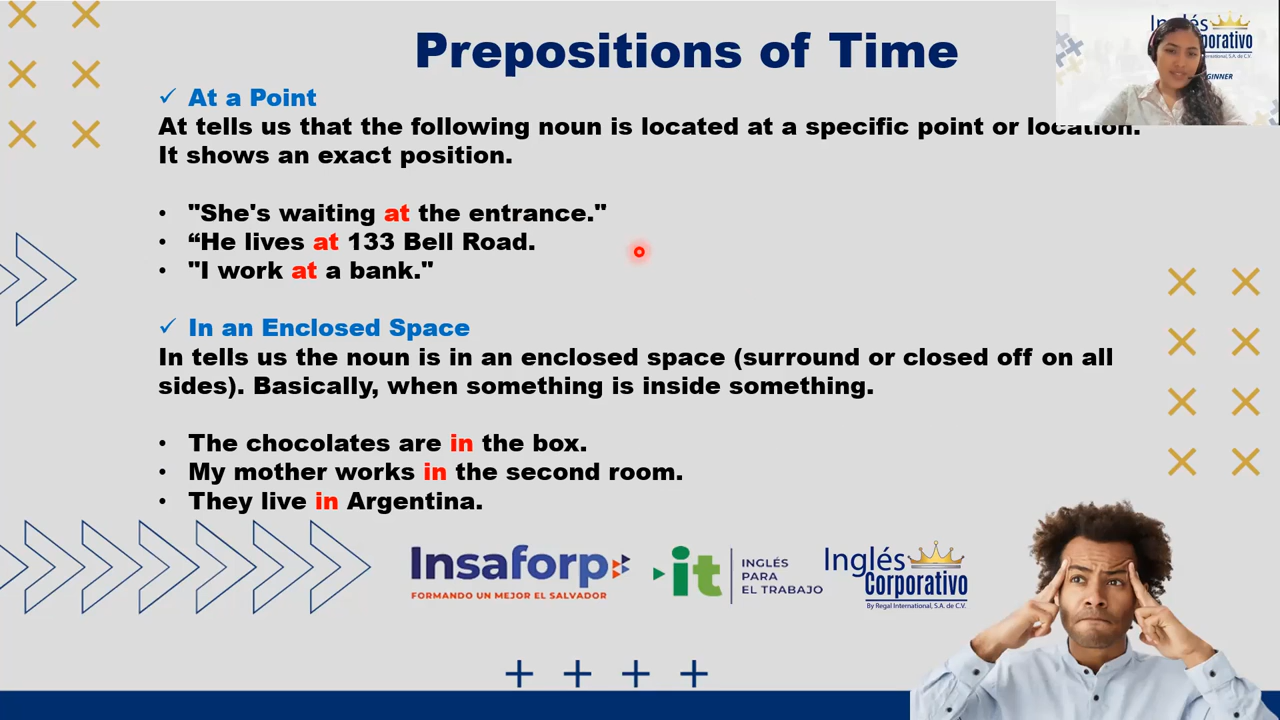 Prepositions of Time
✓ At a Point
At tells us that the following noun is located at a specific point or location.
It shows an exact position.
• "She's waiting at the entrance."
• “He lives at 133 Bell Road.
• "I work at a bank."
✓ In an Enclosed Space
In tells us the noun is in an enclosed space (surround or closed off on all
sides). Basically, when something is inside something.
• The chocolates are in the box.
• My mother works in the second room.
• They live in Argentina.
Insaforp
FORMANDO UN MEJOR EL SALVADOR
it
INGLÉS
PARA
EL TRABAJO
Inglés
Corporativo
By Regal International, S.A. de C.V.